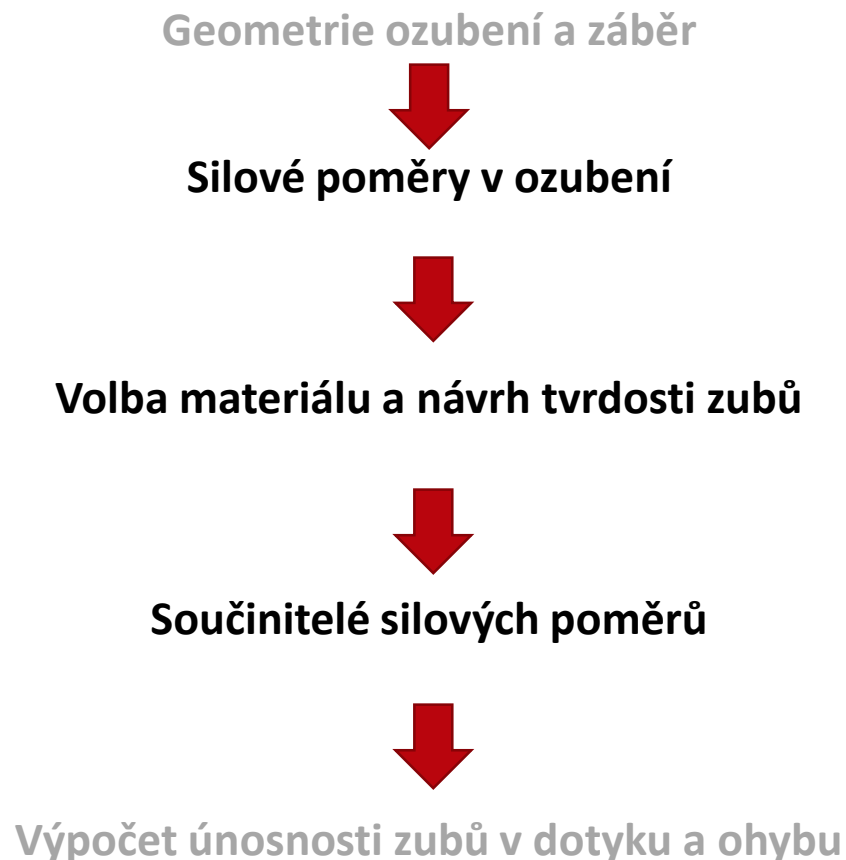 Geometrie ozubení a záběr
Silové poměry v ozubení
Volba materiálu a návrh tvrdosti zubů
Součinitelé silových poměrů
Výpočet únosnosti zubů v dotyku a ohybu